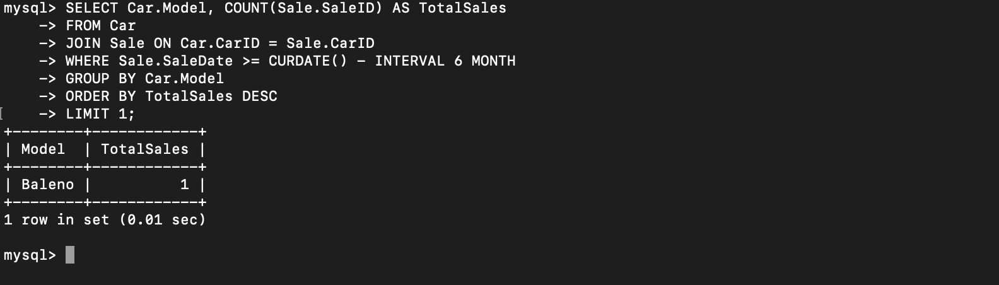 mysql> SELECT Car.Model, COUNT(Sale.SaleID) AS TotalSales
    -> FROM Car
    -> JOIN Sale ON Car.CarID = Sale.CarID
    -> WHERE Sale.SaleDate >= CURDATE() - INTERVAL 6 MONTH
    -> GROUP BY Car.Model
    -> ORDER BY TotalSales DESC
[    -> LIMIT 1;
+--------+------------+
| Model  | TotalSales |
+--------+------------+
| Baleno |          1 |
+--------+------------+
1 row in set (0.01 sec)
mysql>